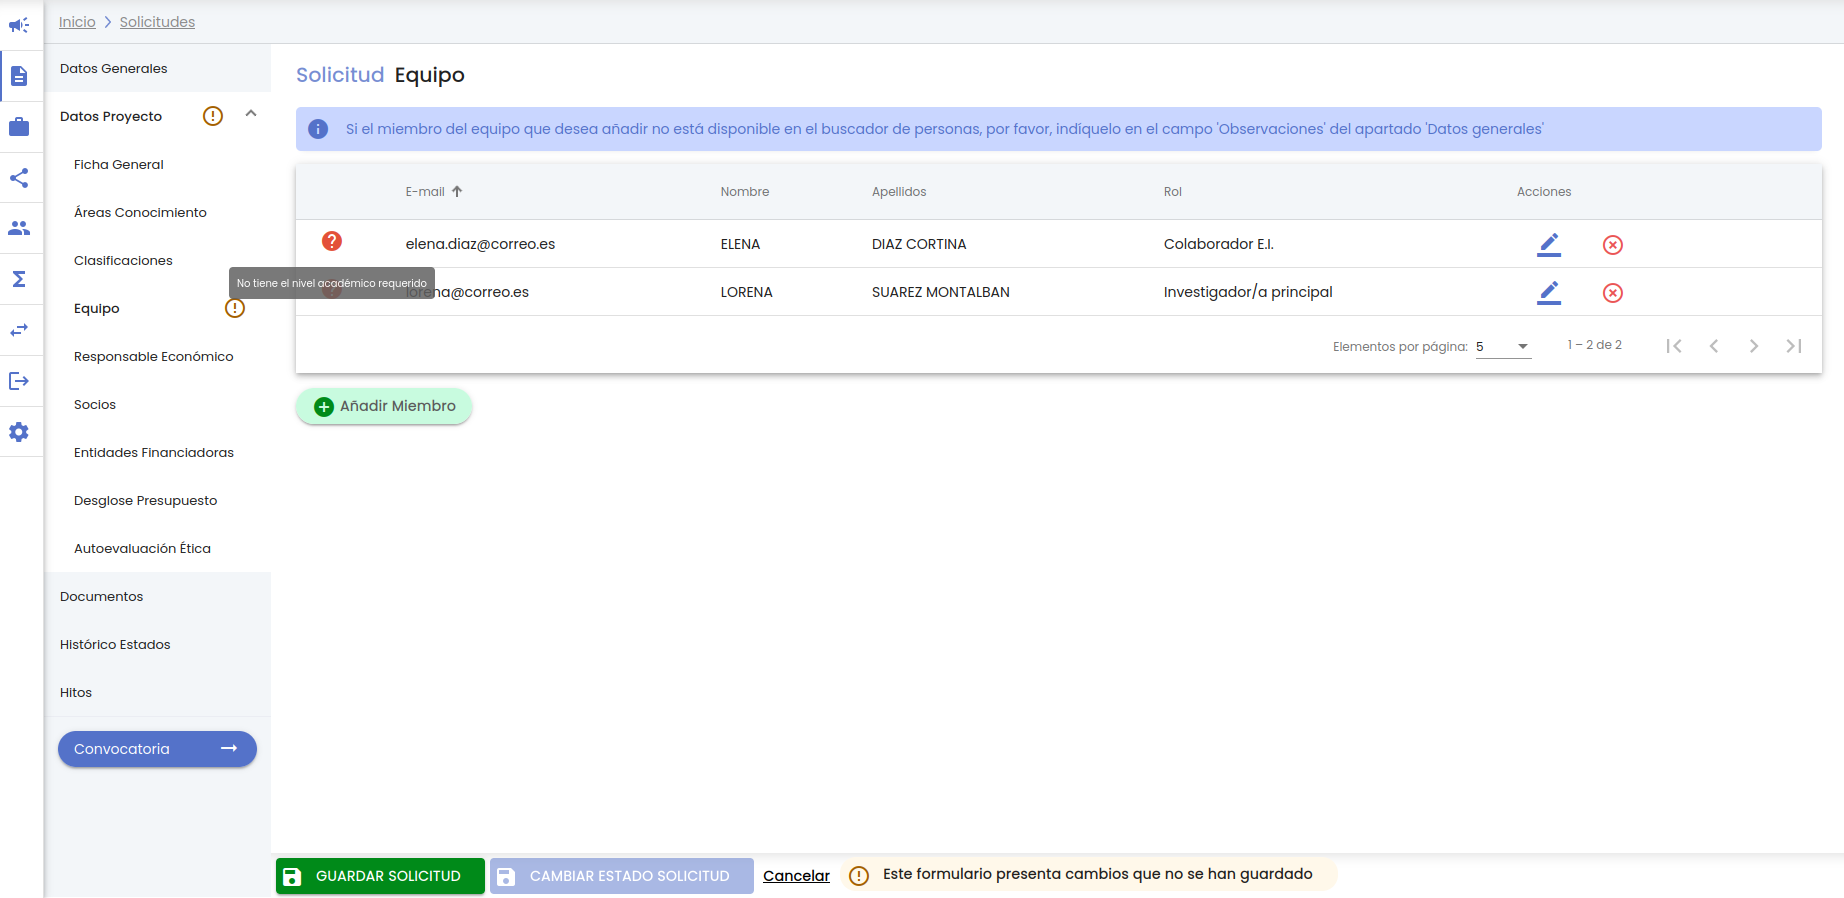 Inicio > Solicitudes
Datos Generales
Datos Proyecto
Ficha General
Áreas Conocimiento
Clasificaciones
Equipo
Responsable Económico
Socios
Entidades Financiadoras
Desglose Presupuesto
Autoevaluación Ética
Documentos
Histórico Estados
Hitos
Convocatoria
Solicitud Equipo
Si el miembro del equipo que desea añadir no está disponible en el buscador de personas, por favor, indíquelo en el campo 'Observaciones' del apartado 'Datos generales'
E-mail Nombre Apellidos Rol Acciones
elena.diaz@correo.es ELENA DIAZ CORTINA Colaborador E.I.
No tiene el nivel académico requerido
lorena@correo.es LORENA SUAREZ MONTALBAN Investigador/a principal
Elementos por página: 5 1 – 2 de 2
Añadir Miembro
GUARDAR SOLICITUD CAMBIAR ESTADO SOLICITUD Cancelar Este formulario presenta cambios que no se han guardado